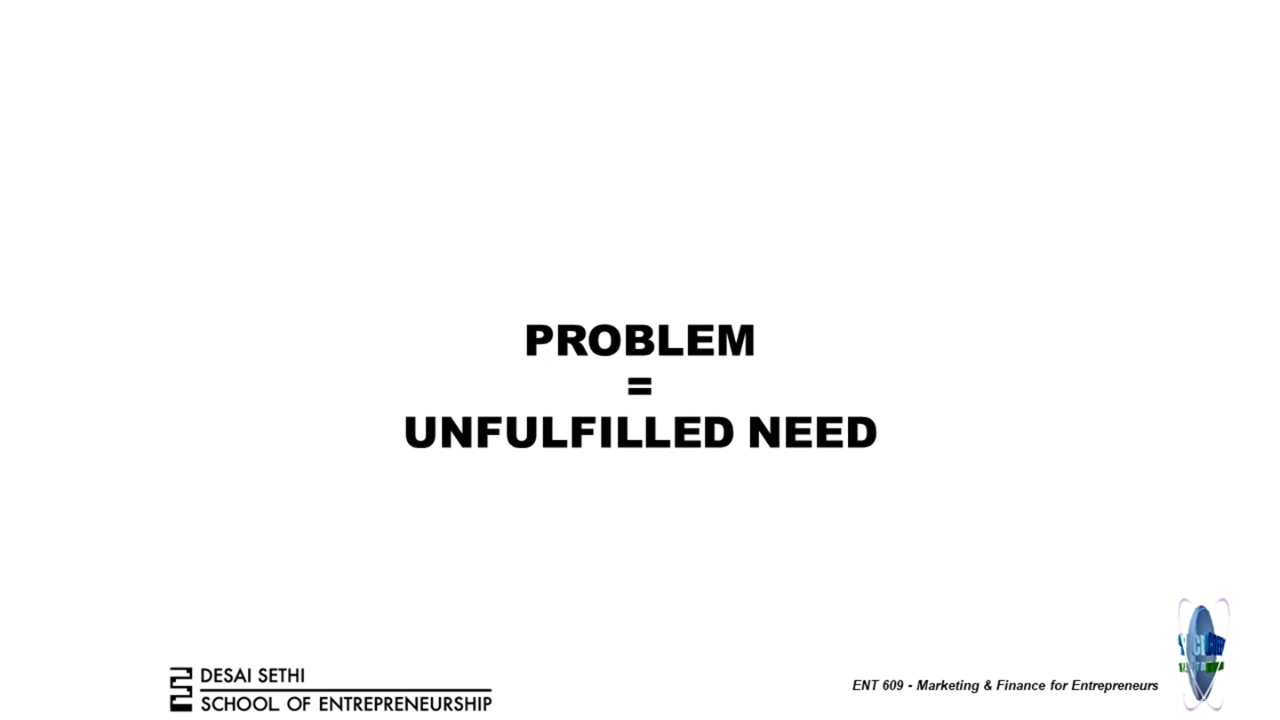 PROBLEM
=
UNFULFILLED NEED
DESAI SETHI
SCHOOL OF ENTREPRENEURSHIP
ENT 609 - Marketing & Finance for Entrepreneurs